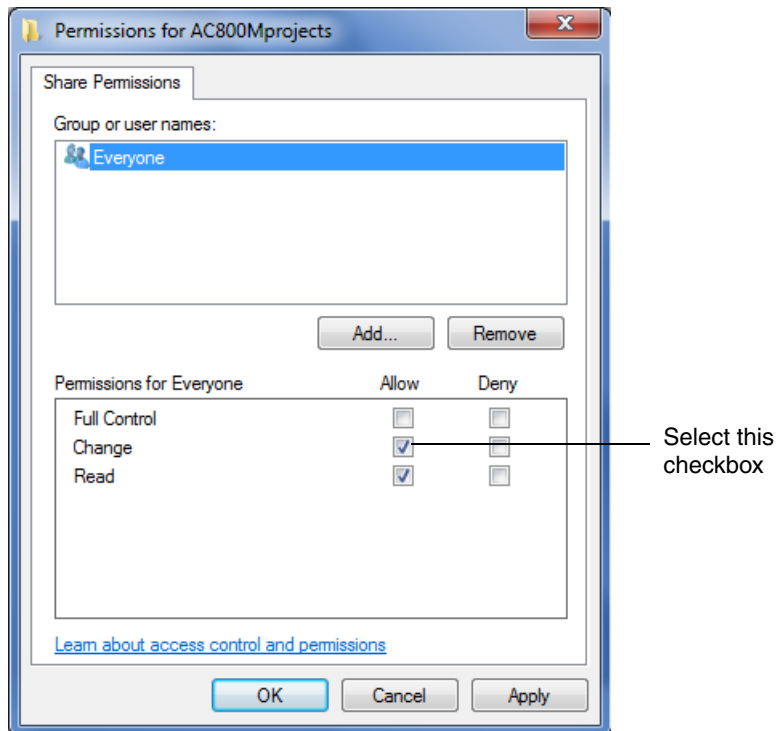 Permissions for AC800Mprojects
X
Share Permissions
Group or user names:
Everyone
Add... Remove
Permissions for Everyone Allow Deny
Full Control
Change
Read
Select this
checkbox
Learn about access control and permissions
OK Cancel Apply